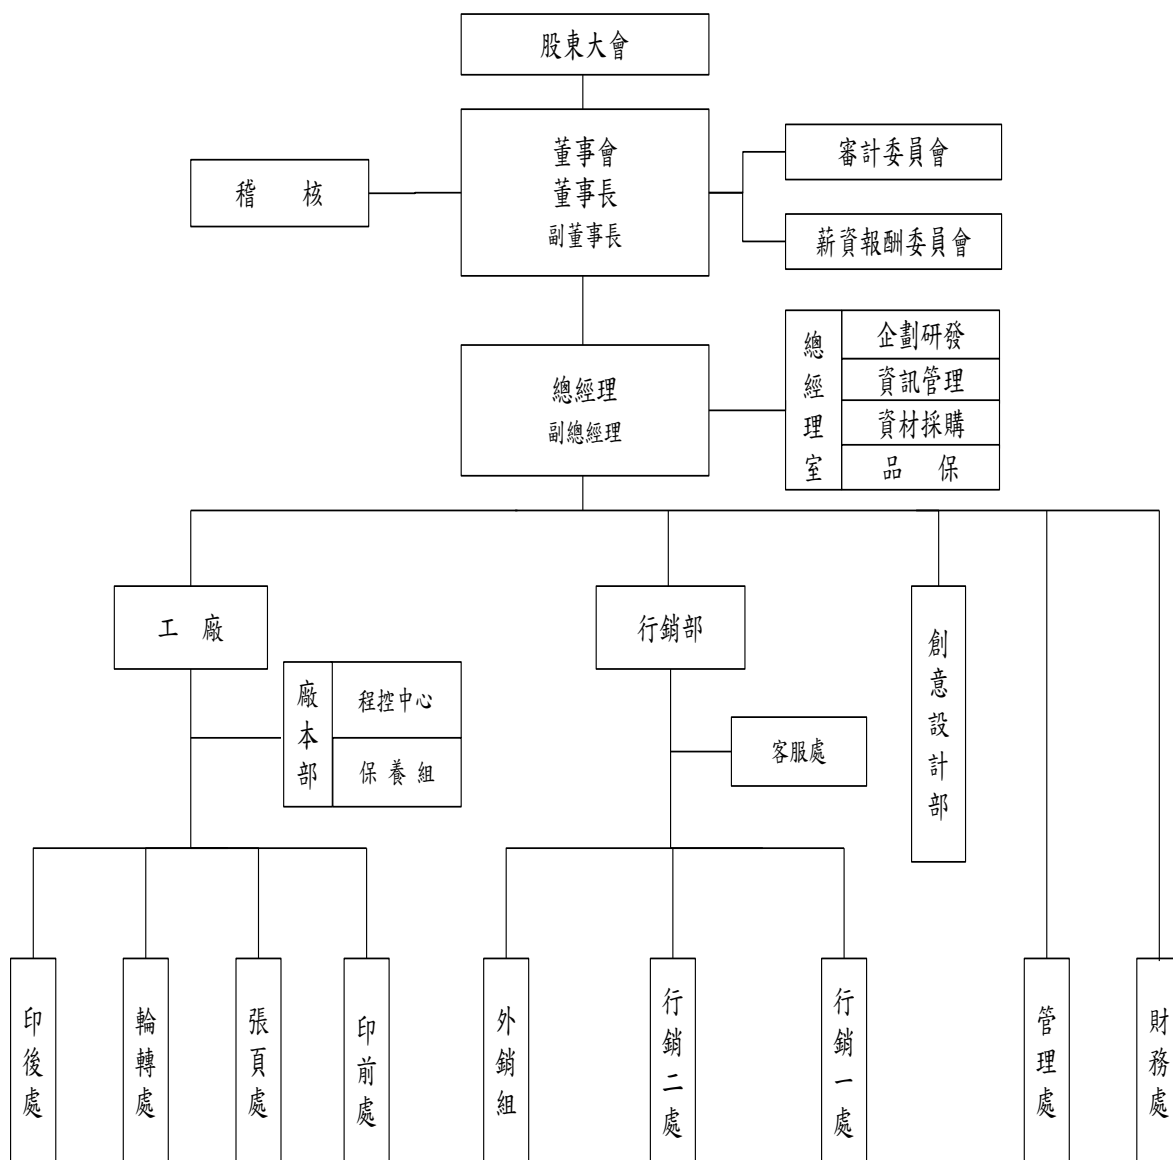 股東大會
董事會
董事長
副董事長
稽 核
審計委員會
薪資報酬委員會
總經理
副總經理
總經理室
企劃研發
資訊管理
資材採購
品 保
工 廠
廠本部
程控中心
保養組
行銷部
客服處
創意設計部
印後處
輪轉處
張頁處
印前處
外銷組
行銷二處
行銷一處
管理處
財務處